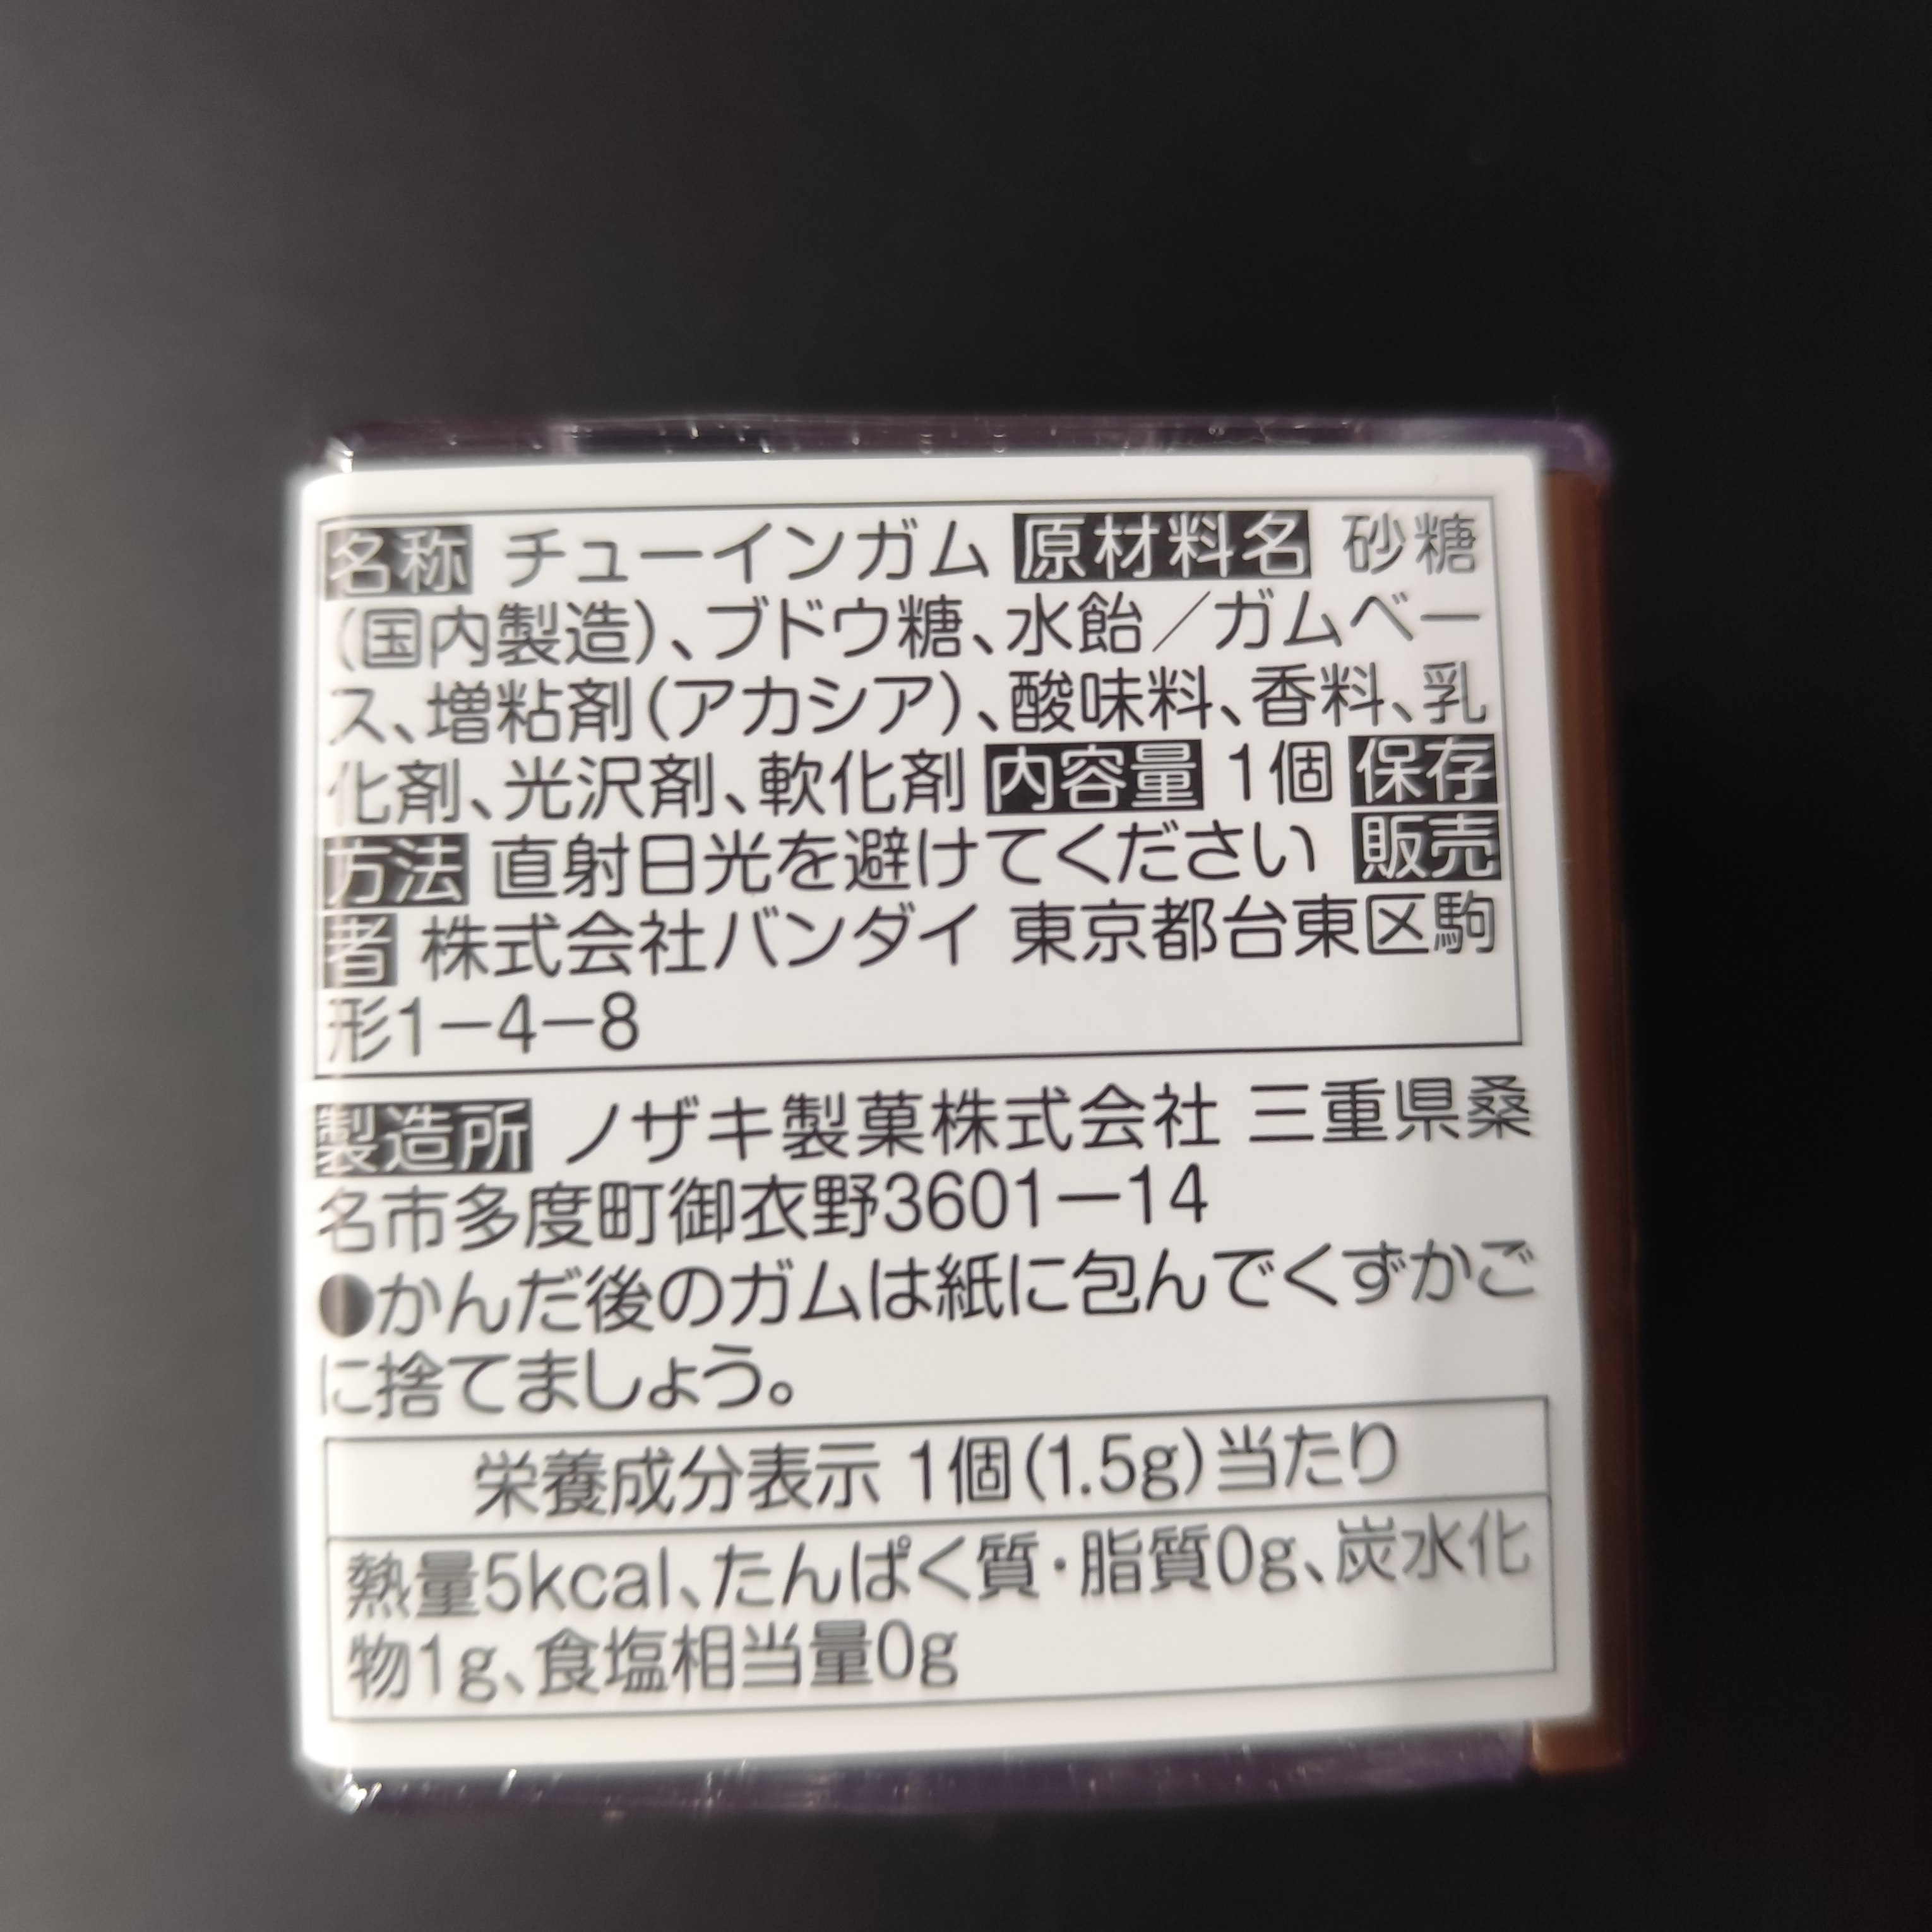 名称 チューインガム 原材料名 砂糖
(国内製造)、ブドウ糖、水飴／ガムベー
ス、増粘剤(アカシア)、酸味料、香料、乳
化剤、光沢剤、軟化剤 内容量 1個 保存
方法 直射日光を避けてください 販売
者 株式会社バンダイ 東京都台東区駒
形1－4－8
製造所 ノザキ製菓株式会社 三重県桑
名市多度町御衣野3601－14
●かんだ後のガムは紙に包んでくずかご
に捨てましょう。
栄養成分表示 1個(1.5g)当たり
熱量5kcal、たんぱく質・脂質0g、炭水化
物1g、食塩相当量0g